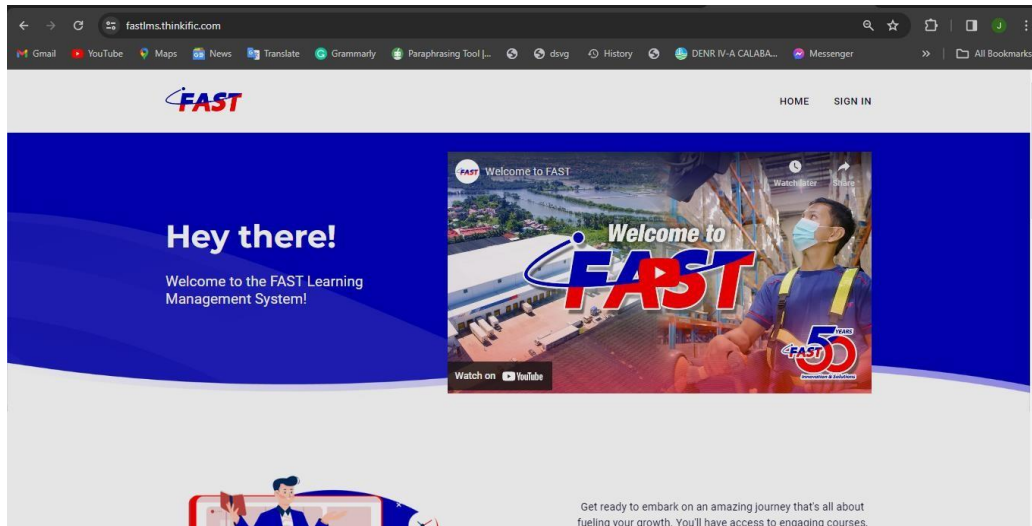 fastlms.thinkific.com
Gmail YouTube Maps News Translate Grammarly Paraphrasing Tool |... dsvg History DENR IV-A CALABA... Messenger » All Bookmarks
FAST
HOME SIGN IN
FAST Welcome to FAST
Watch later Share
Hey there!
Welcome to the FAST Learning
Management System!
Welcome to
FAST
50 YEARS
FAST
Innovation & Solutions
Watch on YouTube
Get ready to embark on an amazing journey that's all about
fueling your growth. You'll have access to engaging courses,